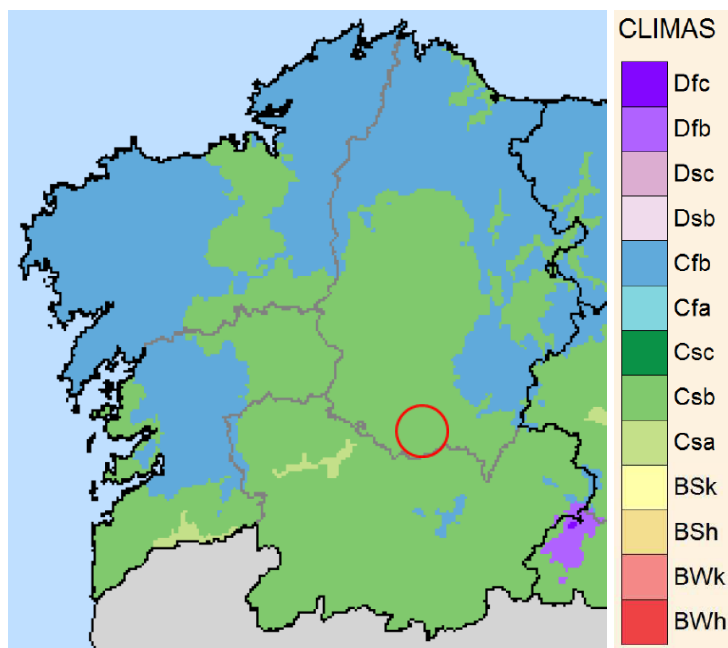 CLIMAS
Dfc
Dfb
Dsc
Dsb
Cfb
Cfa
Csc
Csb
Csa
BSk
BSh
BWk
BWh